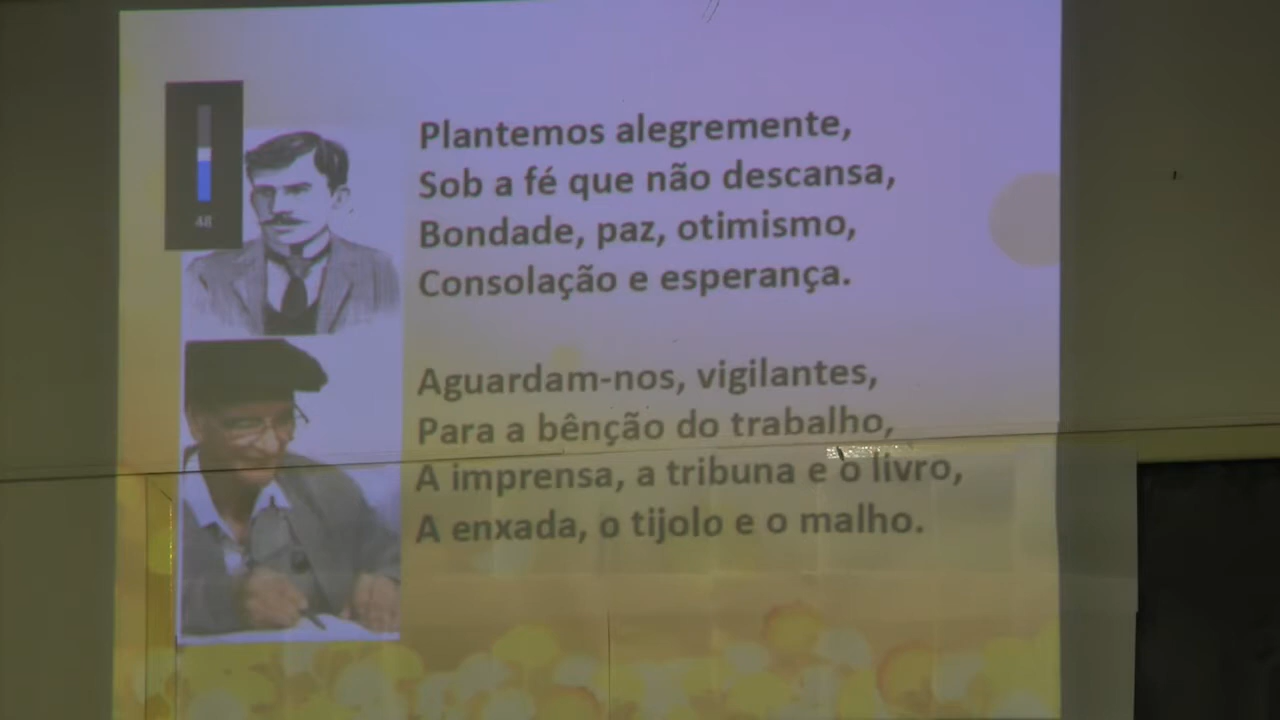 48
Plantemos alegremente,
Sob a fé que não descansa,
Bondade, paz, otimismo,
Consolação e esperança.
Aguardam-nos, vigilantes,
Para a bênção do trabalho,
A imprensa, a tribuna e o livro,
A enxada, o tijolo e o malho.